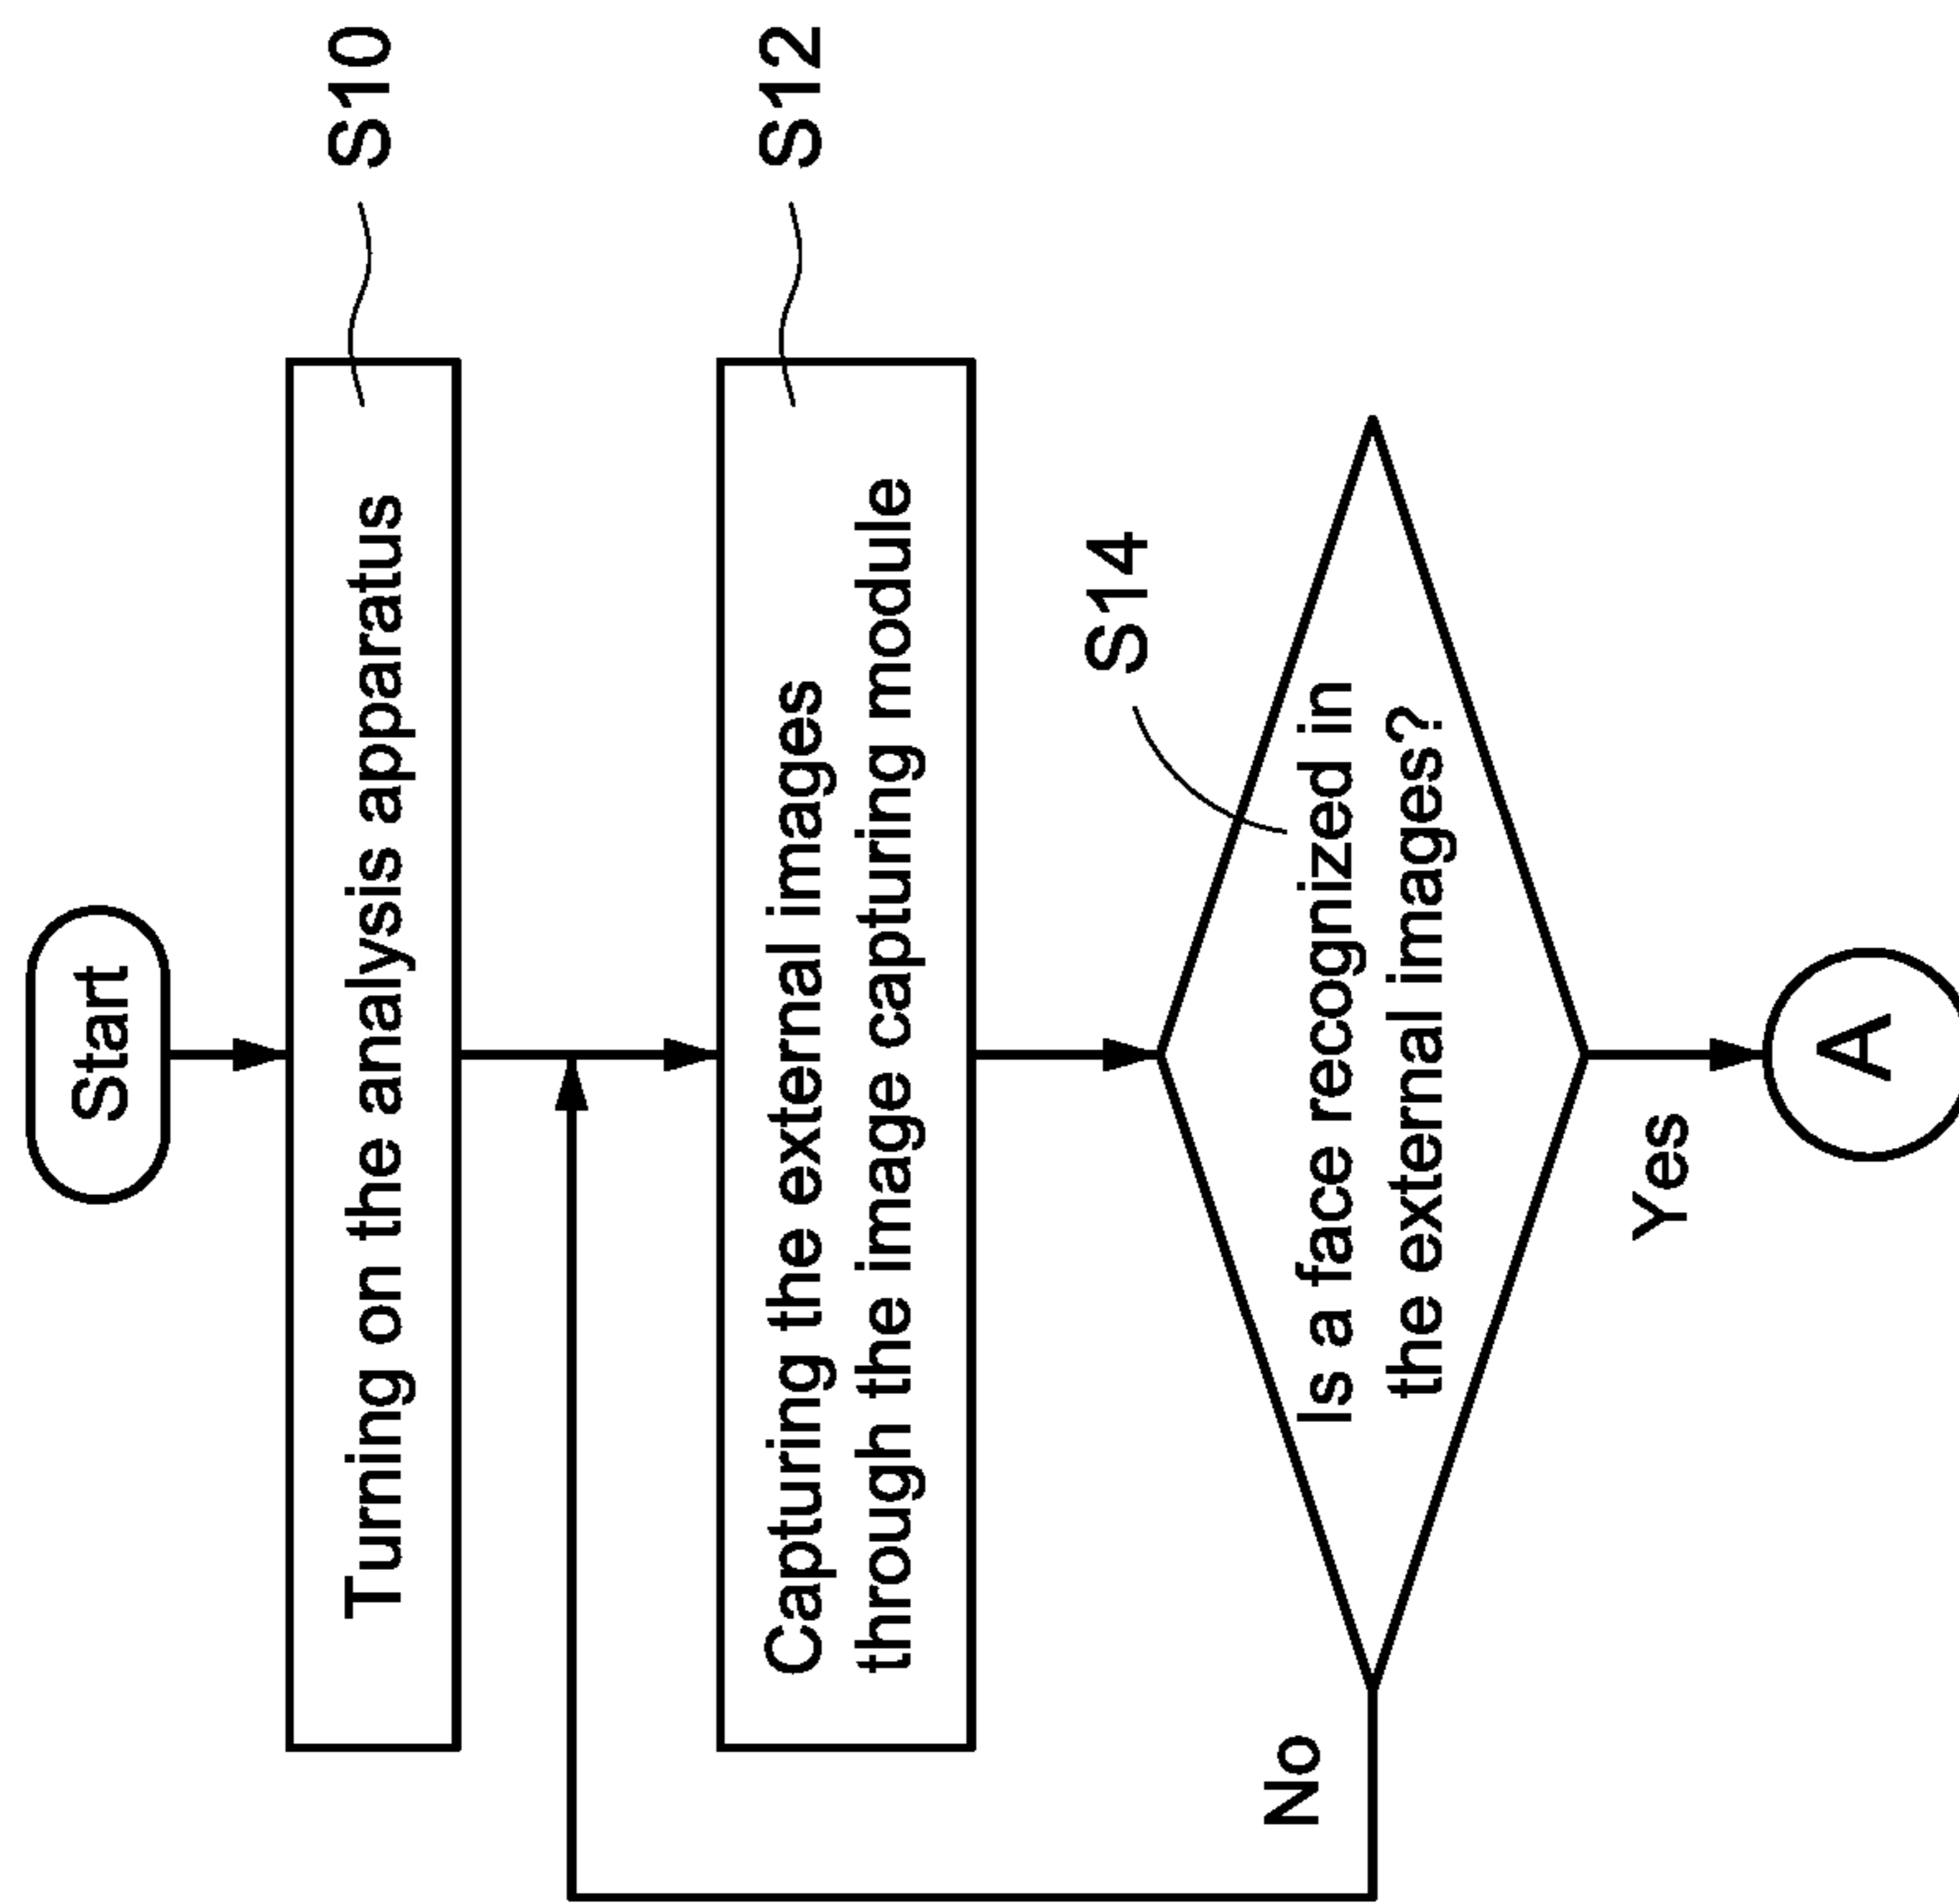 Start
Turning on the analysis apparatus
S10
Capturing the external images
through the image capturing module
S12
S14
Is a face recognized in
the external images?
No
Yes
A